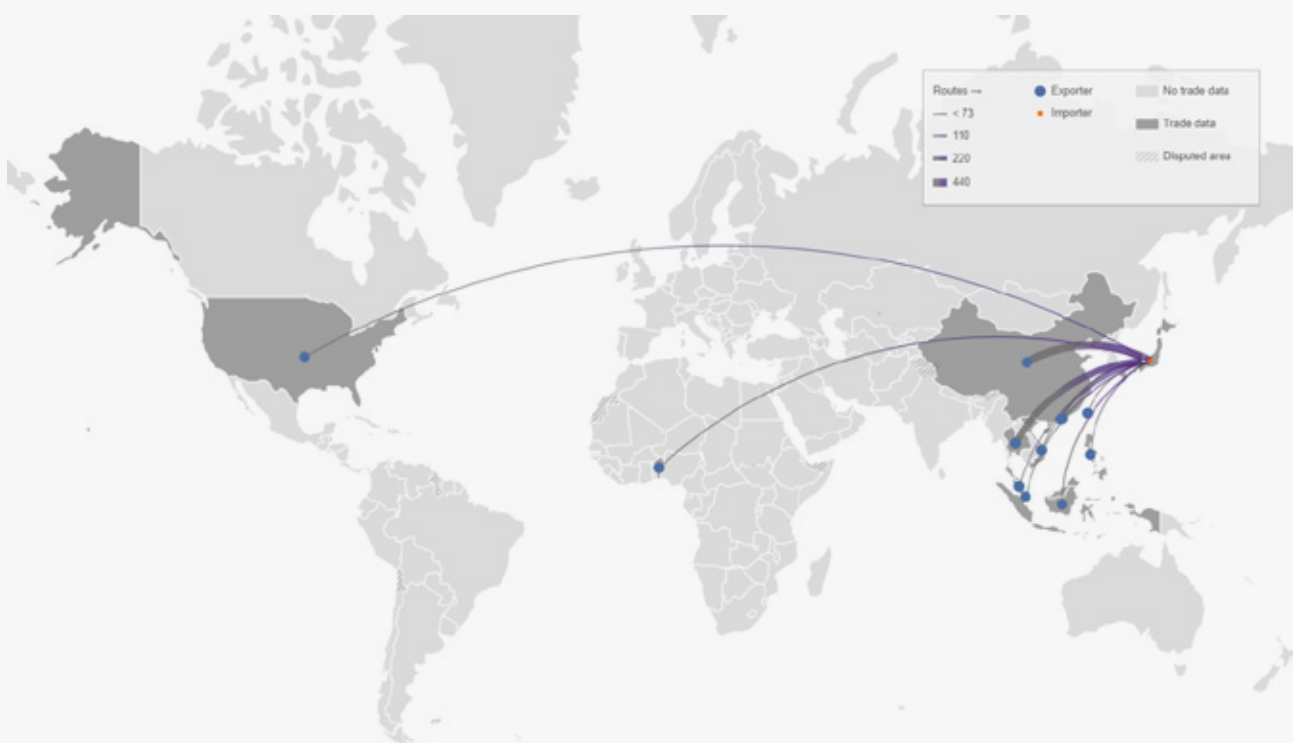 Routes —
< 73
110
220
440
Exporter
Importer
No trade data
Trade data
Disputed area